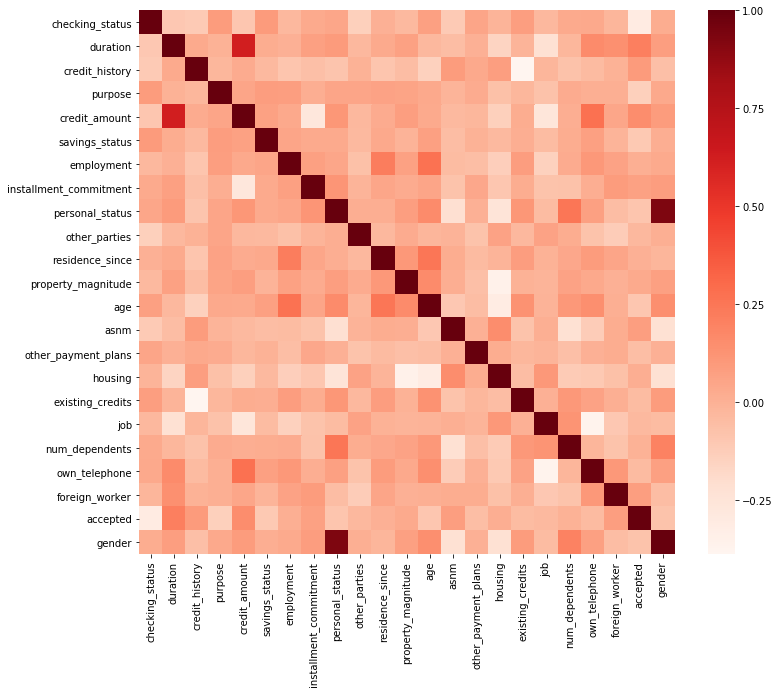 checking_status
duration
credit_history
purpose
credit_amount
savings_status
employment
installment_commitment
personal_status
other_parties
residence_since
property_magnitude
age
asnm
other_payment_plans
housing
existing_credits
job
num_dependents
own_telephone
foreign_worker
accepted
gender
checking_status
duration
credit_history
purpose
credit_amount
savings_status
employment
installment_commitment
personal_status
other_parties
residence_since
property_magnitude
age
asnm
other_payment_plans
housing
existing_credits
job
num_dependents
own_telephone
foreign_worker
accepted
gender
1.00
0.75
0.50
0.25
0.00
−0.25